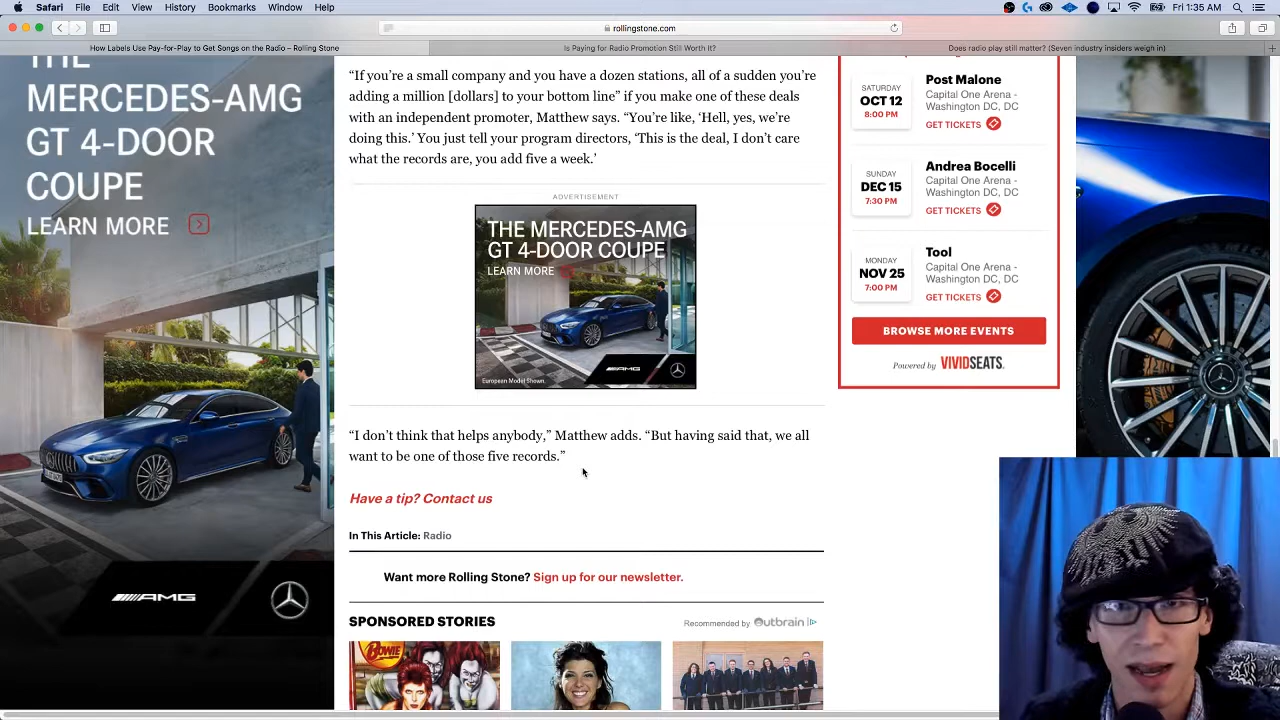 Safari File Edit View History Bookmarks Window Help
Fri 1:35 AM
rollingstone.com
How Labels Use Pay-for-Play to Get Songs on the Radio – Rolling Stone
Is Paying for Radio Promotion Still Worth It?
Does radio play still matter? (Seven industry insiders weigh in)
THE
MERCEDES-AMG
GT 4-DOOR
COUPE
LEARN MORE
AMG
“If you’re a small company and you have a dozen stations, all of a sudden you’re
adding a million [dollars] to your bottom line” if you make one of these deals
with an independent promoter, Matthew says. “You’re like, ‘Hell, yes, we’re
doing this.’ You just tell your program directors, ‘This is the deal, I don’t care
what the records are, you add five a week.’
ADVERTISEMENT
THE MERCEDES-AMG
GT 4-DOOR COUPE
LEARN MORE
AMG
European Model Shown.
“I don’t think that helps anybody,” Matthew adds. “But having said that, we all
want to be one of those five records.”
Have a tip? Contact us
In This Article: Radio
Want more Rolling Stone? Sign up for our newsletter.
SPONSORED STORIES
Recommended by Outbrain
BOWIE
SATURDAY
OCT 12
8:00 PM
Post Malone
Capital One Arena -
Washington DC, DC
GET TICKETS
SUNDAY
DEC 15
7:30 PM
Andrea Bocelli
Capital One Arena -
Washington DC, DC
GET TICKETS
MONDAY
NOV 25
7:00 PM
Tool
Capital One Arena -
Washington DC, DC
GET TICKETS
BROWSE MORE EVENTS
Powered by VIVIDSEATS.